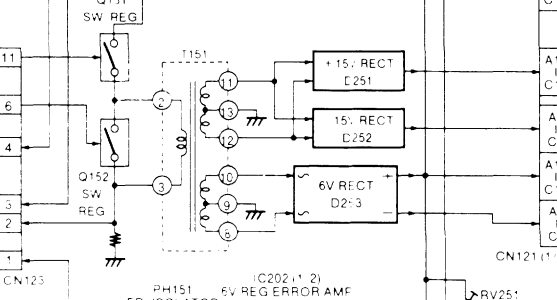 Q151
SW REG
T151
11
11
+15V RECT
D251
2
13
6
15V RECT
D252
12
4
Q152
SW
REG
10
6V RECT
D253
+
3
9
3
2
8
1
CN123
CN121 (1/
PH151
IC202 (1/2)
6V REG ERROR AMP
RV251